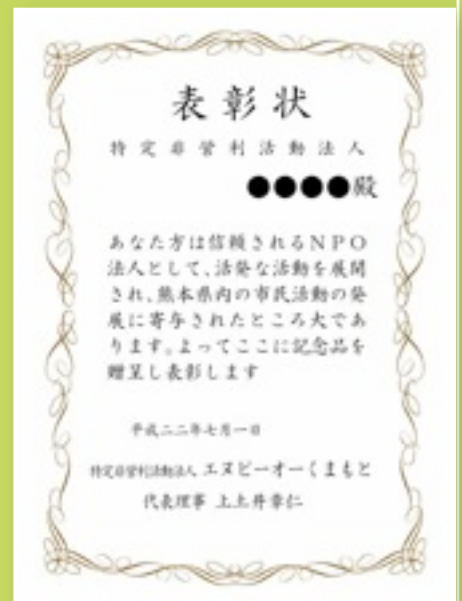 表彰状
特定非営利活動法人
●●●●殿
あなた方は信頼されるNPO
法人として、活発な活動を展開
され、熊本県内の市民活動の発
展に寄与されたところ大であ
ります。よってここに記念品を
贈呈し表彰します
平成二二年七月一日
特定非営利活動法人 エヌピーオーくまもと
代表理事 上土井章仁